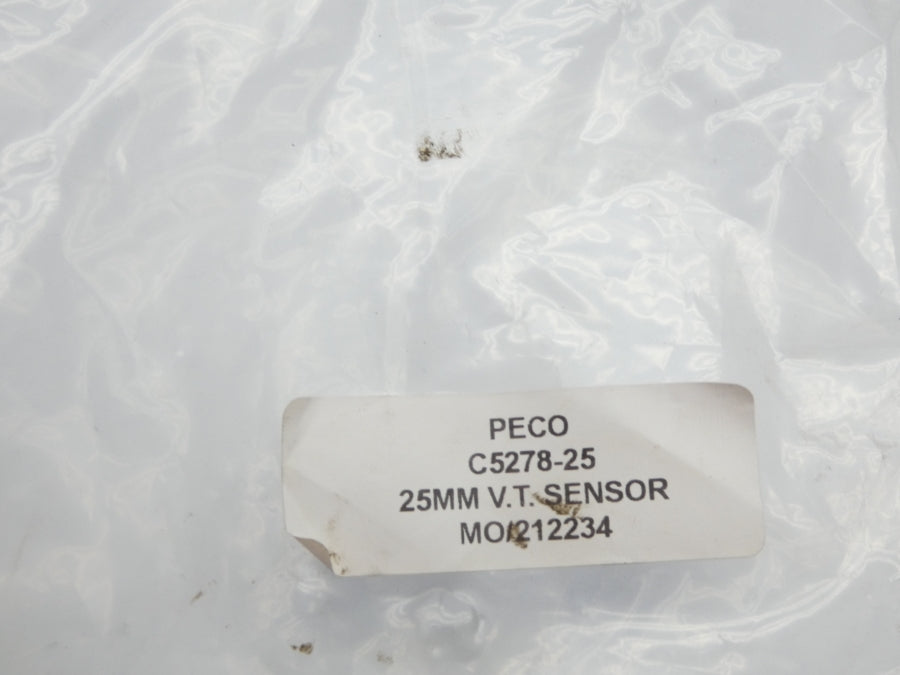 PECO
C5278-25
25MM V.T. SENSOR
MO/212234